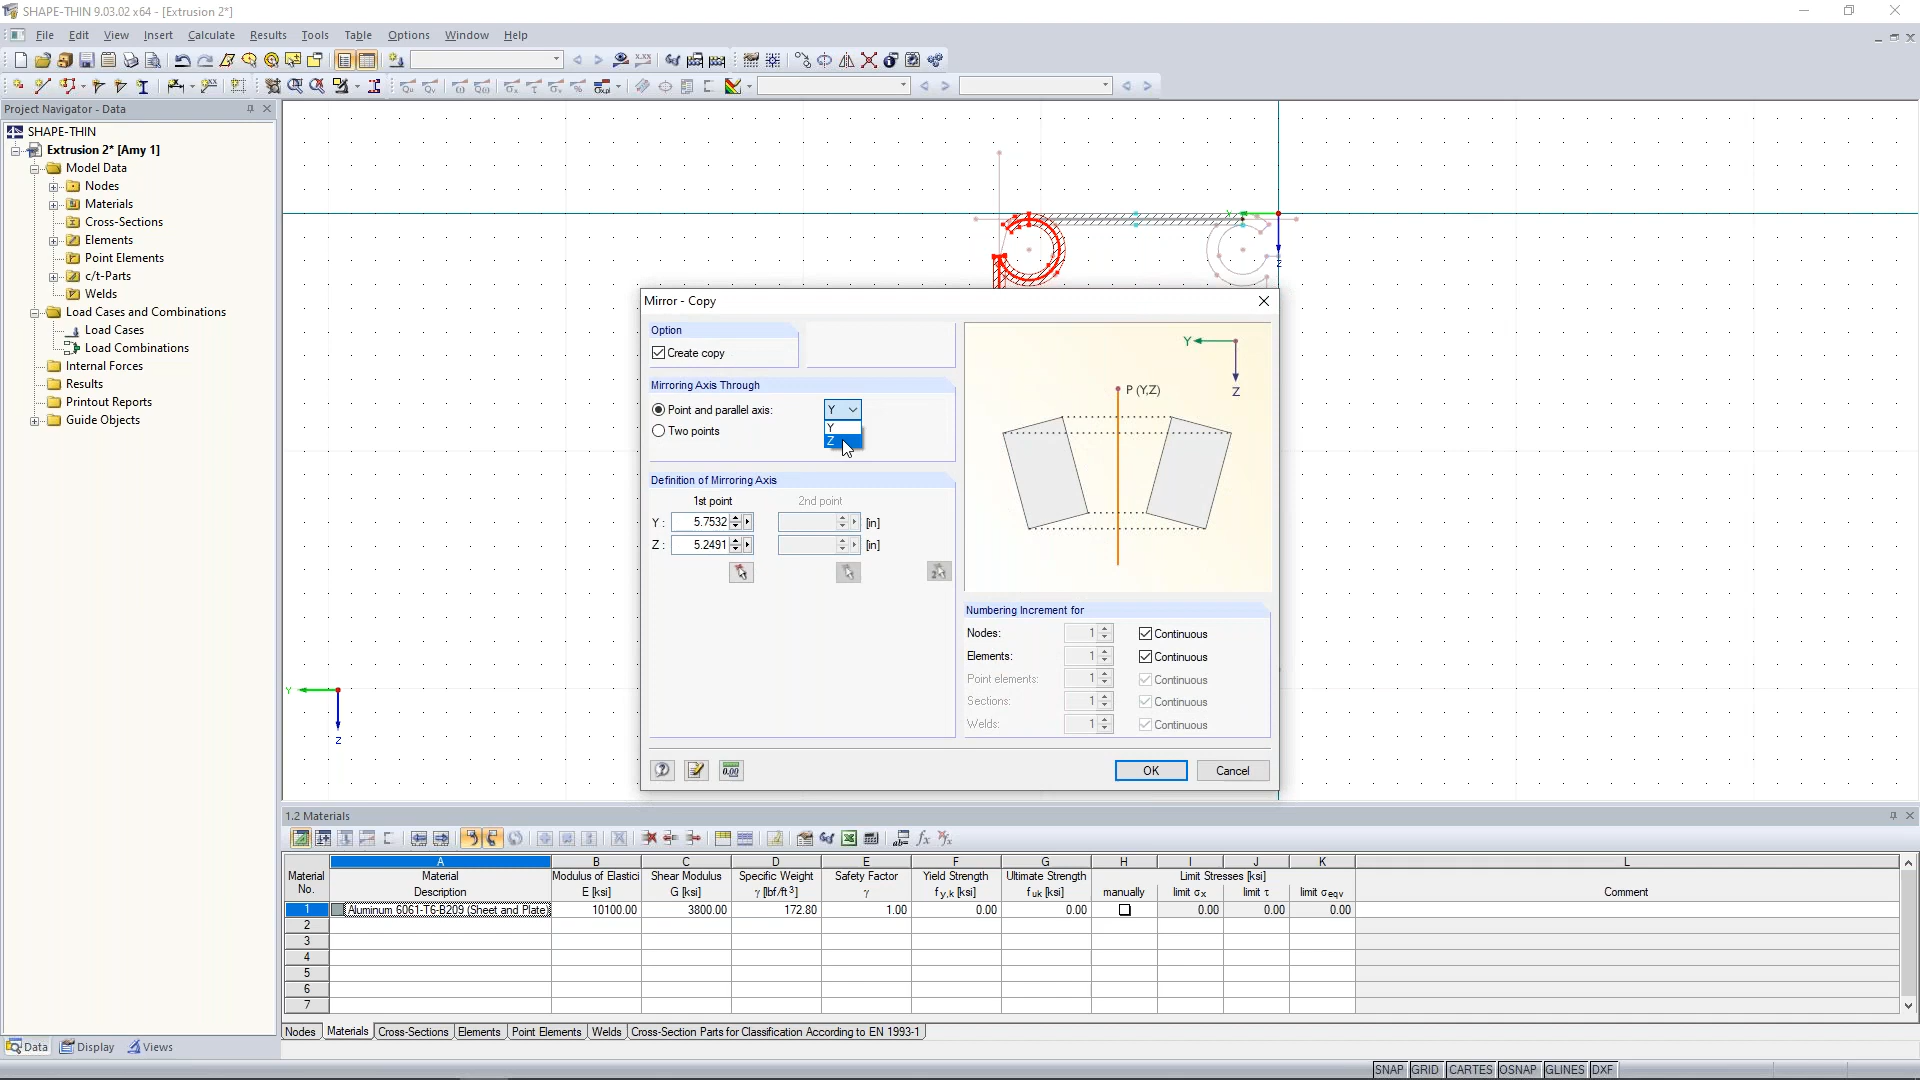 SHAPE-THIN 9.03.02 x64 - [Extrusion 2*]
File Edit View Insert Calculate Results Tools Table Options Window Help
Project Navigator - Data
SHAPE-THIN
Extrusion 2* [Amy 1]
Model Data
Nodes
Materials
Cross-Sections
Elements
Point Elements
c/t-Parts
Welds
Load Cases and Combinations
Load Cases
Load Combinations
Internal Forces
Results
Printout Reports
Guide Objects
Y
Z
Y
Z
Mirror - Copy
Option
Create copy
Mirroring Axis Through
Point and parallel axis: Y
Y
Two points
Z
Definition of Mirroring Axis
1st point 2nd point
Y : 5.7532 [in]
Z : 5.2491 [in]
Y
Z
P (Y,Z)
Numbering Increment for
Nodes: 1 Continuous
Elements: 1 Continuous
Point elements: 1 Continuous
Sections: 1 Continuous
Welds: 1 Continuous
OK Cancel
1.2 Materials
A B C D E F G H I J K L
Material Material Modulus of Elastici Shear Modulus Specific Weight Safety Factor Yield Strength Ultimate Strength Limit Stresses [ksi]
No. Description E [ksi] G [ksi] γ [lbf/ft³] γ fy,k [ksi] fuk [ksi] manually limit σx limit τ limit σeqv Comment
1 Aluminum 6061-T6-B209 (Sheet and Plate) 10100.00 3800.00 172.80 1.00 0.00 0.00 0.00 0.00 0.00
2
3
4
5
6
7
Nodes Materials Cross-Sections Elements Point Elements Welds Cross-Section Parts for Classification According to EN 1993-1
Data Display Views
SNAP GRID CARTES OSNAP GLINES DXF